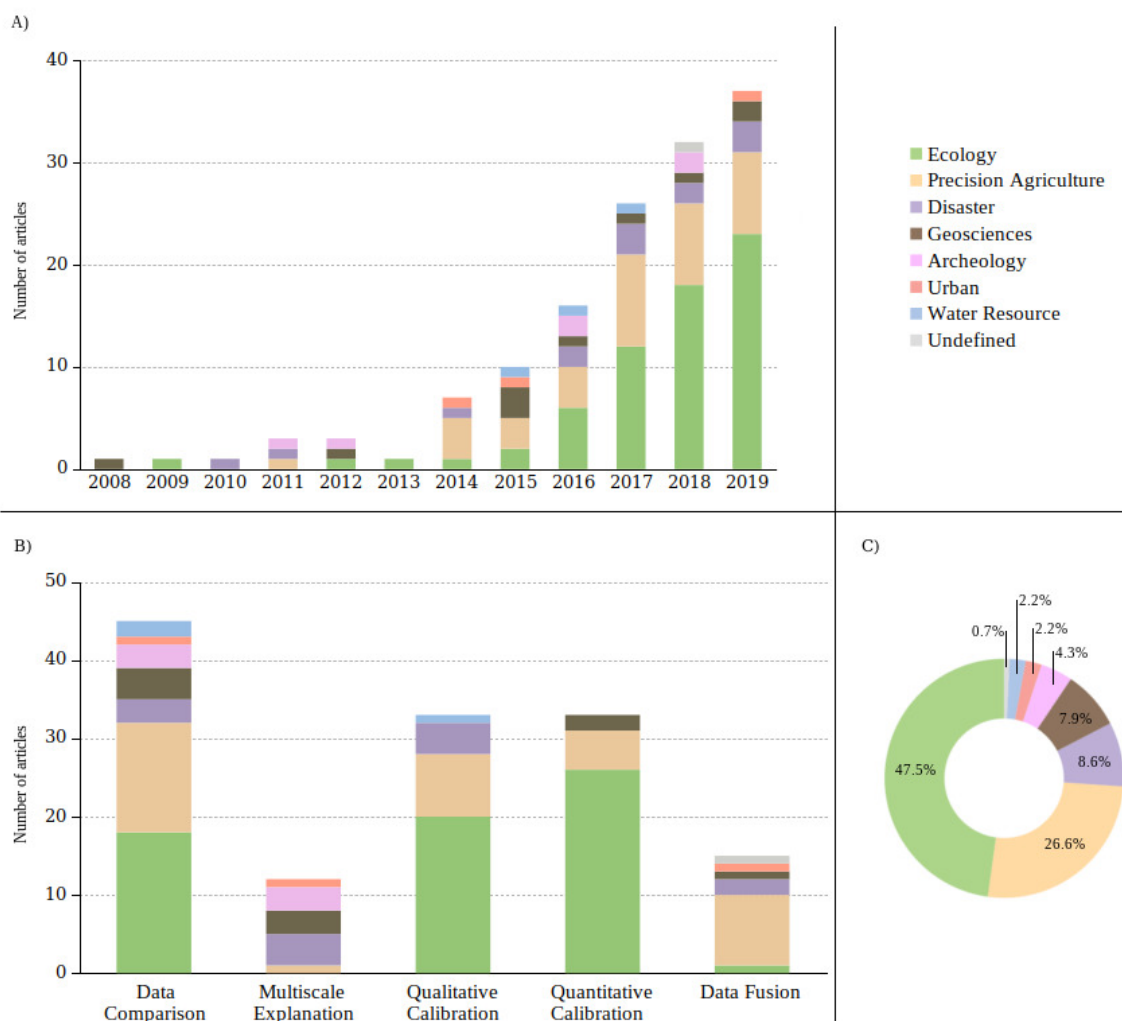 A)
Number of articles
40
30
20
10
0
2008 2009 2010 2011 2012 2013 2014 2015 2016 2017 2018 2019
Ecology
Precision Agriculture
Disaster
Geosciences
Archeology
Urban
Water Resource
Undefined
B)
Number of articles
50
40
30
20
10
0
Data
Comparison
Multiscale
Explanation
Qualitative
Calibration
Quantitative
Calibration
Data Fusion
C)
2.2%
0.7%
2.2%
4.3%
7.9%
8.6%
47.5%
26.6%